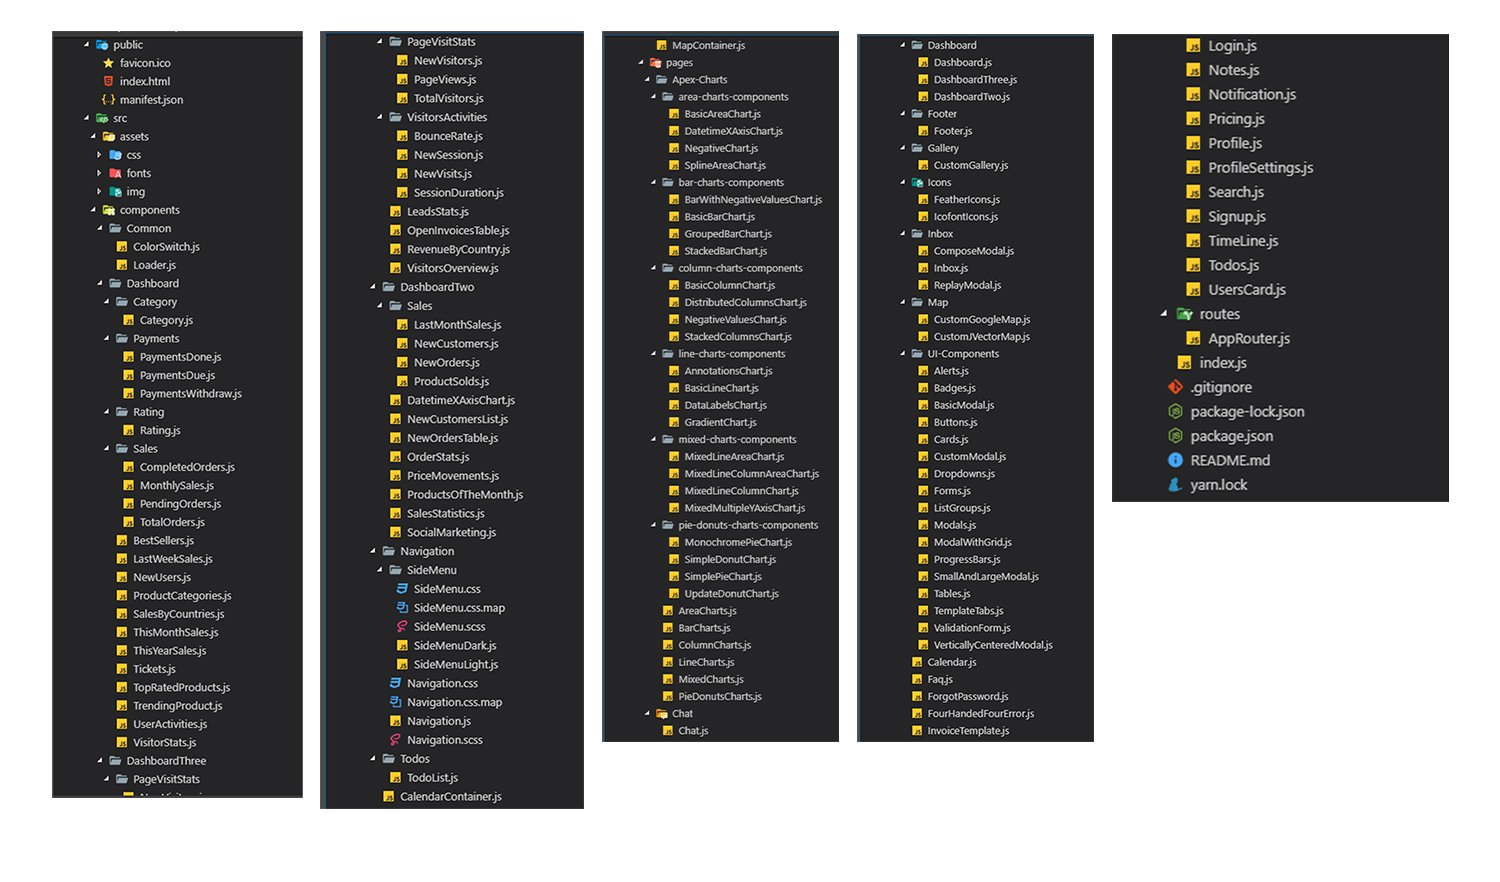 public
favicon.ico
index.html
manifest.json
src
assets
css
fonts
img
components
Common
ColorSwitch.js
Loader.js
Dashboard
Category
Category.js
Payments
PaymentsDone.js
PaymentsDue.js
PaymentsWithdraw.js
Rating
Rating.js
Sales
CompletedOrders.js
MonthlySales.js
PendingOrders.js
TotalOrders.js
BestSellers.js
LastWeekSales.js
NewUsers.js
ProductCategories.js
SalesByCountries.js
ThisMonthSales.js
ThisYearSales.js
Tickets.js
TopRatedProducts.js
TrendingProduct.js
UserActivities.js
VisitorStats.js
DashboardThree
PageVisitStats
PageVisitStats
NewVisitors.js
PageViews.js
TotalVisitors.js
VisitorsActivities
BounceRate.js
NewSession.js
NewVisits.js
SessionDuration.js
LeadsStats.js
OpenInvoicesTable.js
RevenueByCountry.js
VisitorsOverview.js
DashboardTwo
Sales
LastMonthSales.js
NewCustomers.js
NewOrders.js
ProductSolds.js
DatetimeXAxisChart.js
NewCustomersList.js
NewOrdersTable.js
OrderStats.js
PriceMovements.js
ProductsOfTheMonth.js
SalesStatistics.js
SocialMarketing.js
Navigation
SideMenu
SideMenu.css
SideMenu.css.map
SideMenu.scss
SideMenuDark.js
SideMenuLight.js
Navigation.css
Navigation.css.map
Navigation.js
Navigation.scss
Todos
TodoList.js
CalendarContainer.js
MapContainer.js
pages
Apex-Charts
area-charts-components
BasicAreaChart.js
DatetimeXAxisChart.js
NegativeChart.js
SplineAreaChart.js
bar-charts-components
BarWithNegativeValuesChart.js
BasicBarChart.js
GroupedBarChart.js
StackedBarChart.js
column-charts-components
BasicColumnChart.js
DistributedColumnsChart.js
NegativeValuesChart.js
StackedColumnsChart.js
line-charts-components
AnnotationsChart.js
BasicLineChart.js
DataLabelsChart.js
GradientChart.js
mixed-charts-components
MixedLineAreaChart.js
MixedLineColumnAreaChart.js
MixedLineColumnChart.js
MixedMultipleYAxisChart.js
pie-donuts-charts-components
MonochromePieChart.js
SimpleDonutChart.js
SimplePieChart.js
UpdateDonutChart.js
AreaCharts.js
BarCharts.js
ColumnCharts.js
LineCharts.js
MixedCharts.js
PieDonutsCharts.js
Chat
Chat.js
Dashboard
Dashboard.js
DashboardThree.js
DashboardTwo.js
Footer
Footer.js
Gallery
CustomGallery.js
Icons
FeatherIcons.js
IcofontIcons.js
Inbox
ComposeModal.js
Inbox.js
ReplayModal.js
Map
CustomGoogleMap.js
CustomJVectorMap.js
UI-Components
Alerts.js
Badges.js
BasicModal.js
Buttons.js
Cards.js
CustomModal.js
Dropdowns.js
Forms.js
ListGroups.js
Modals.js
ModalWithGrid.js
ProgressBars.js
SmallAndLargeModal.js
Tables.js
TemplateTabs.js
ValidationForm.js
VerticallyCenteredModal.js
Calendar.js
Faq.js
ForgotPassword.js
FourHandedFourError.js
InvoiceTemplate.js
Login.js
Notes.js
Notification.js
Pricing.js
Profile.js
ProfileSettings.js
Search.js
Signup.js
TimeLine.js
Todos.js
UsersCard.js
routes
AppRouter.js
index.js
.gitignore
package-lock.json
package.json
README.md
yarn.lock